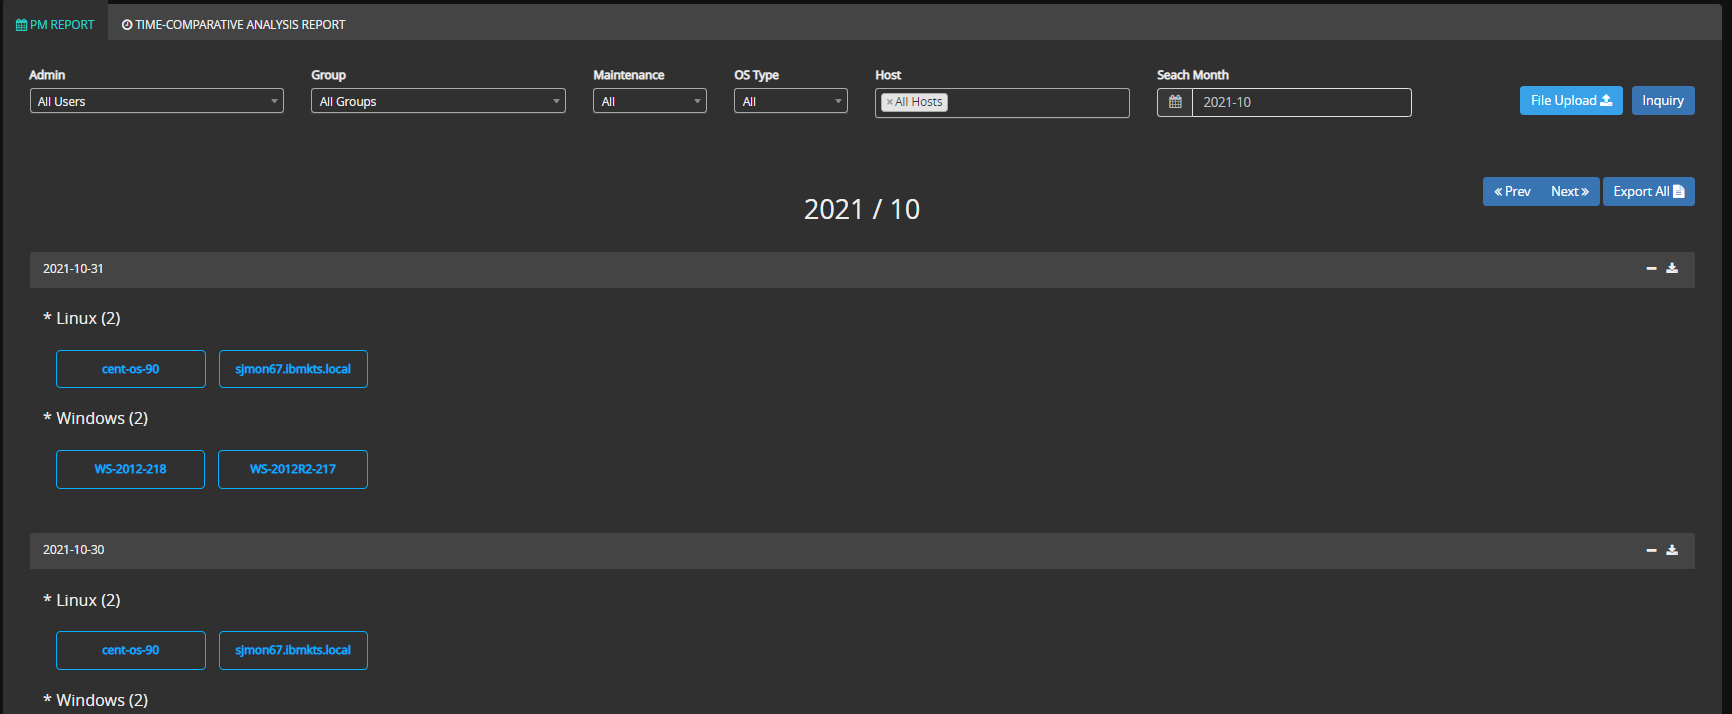 PM REPORT TIME-COMPARATIVE ANALYSIS REPORT
Admin Group Maintenance OS Type Host Seach Month
All Users All Groups All All ×All Hosts 2021-10 File Upload Inquiry
« Prev Next » Export All
2021 / 10
2021-10-31
* Linux (2)
cent-os-90 sjmon67.ibmkts.local
* Windows (2)
WS-2012-218 WS-2012R2-217
2021-10-30
* Linux (2)
cent-os-90 sjmon67.ibmkts.local
* Windows (2)